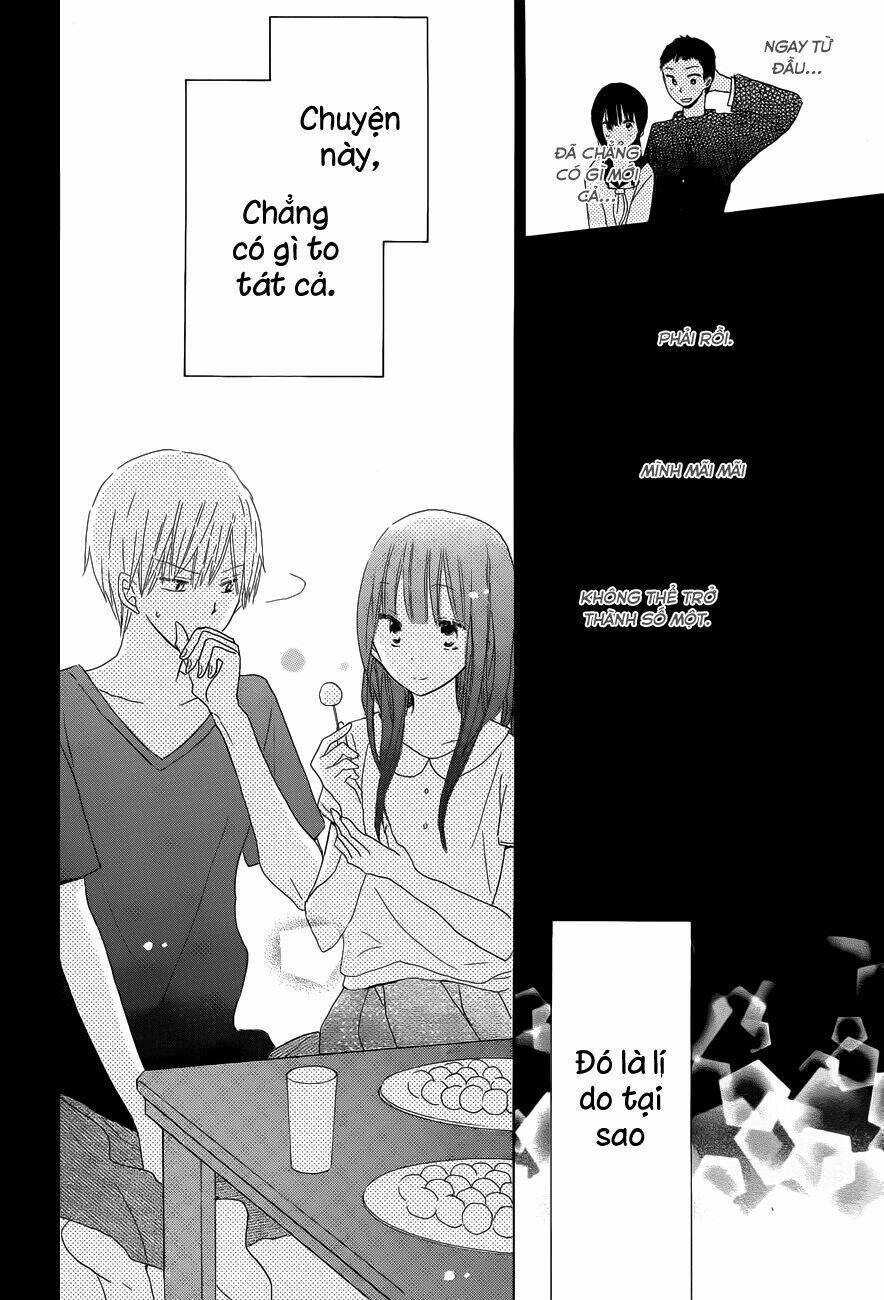 NGAY TỪ
ĐẦU...
ĐÃ CHẲNG
CÓ GÌ MỚI
CẢ...
PHẢI RỒI.
MÌNH MÃI MÃI
KHÔNG THỂ TRỞ
THÀNH SỐ MỘT.
Đó là lí
do tại
sao
Chuyện
này,
Chẳng
có gì to
tát cả.